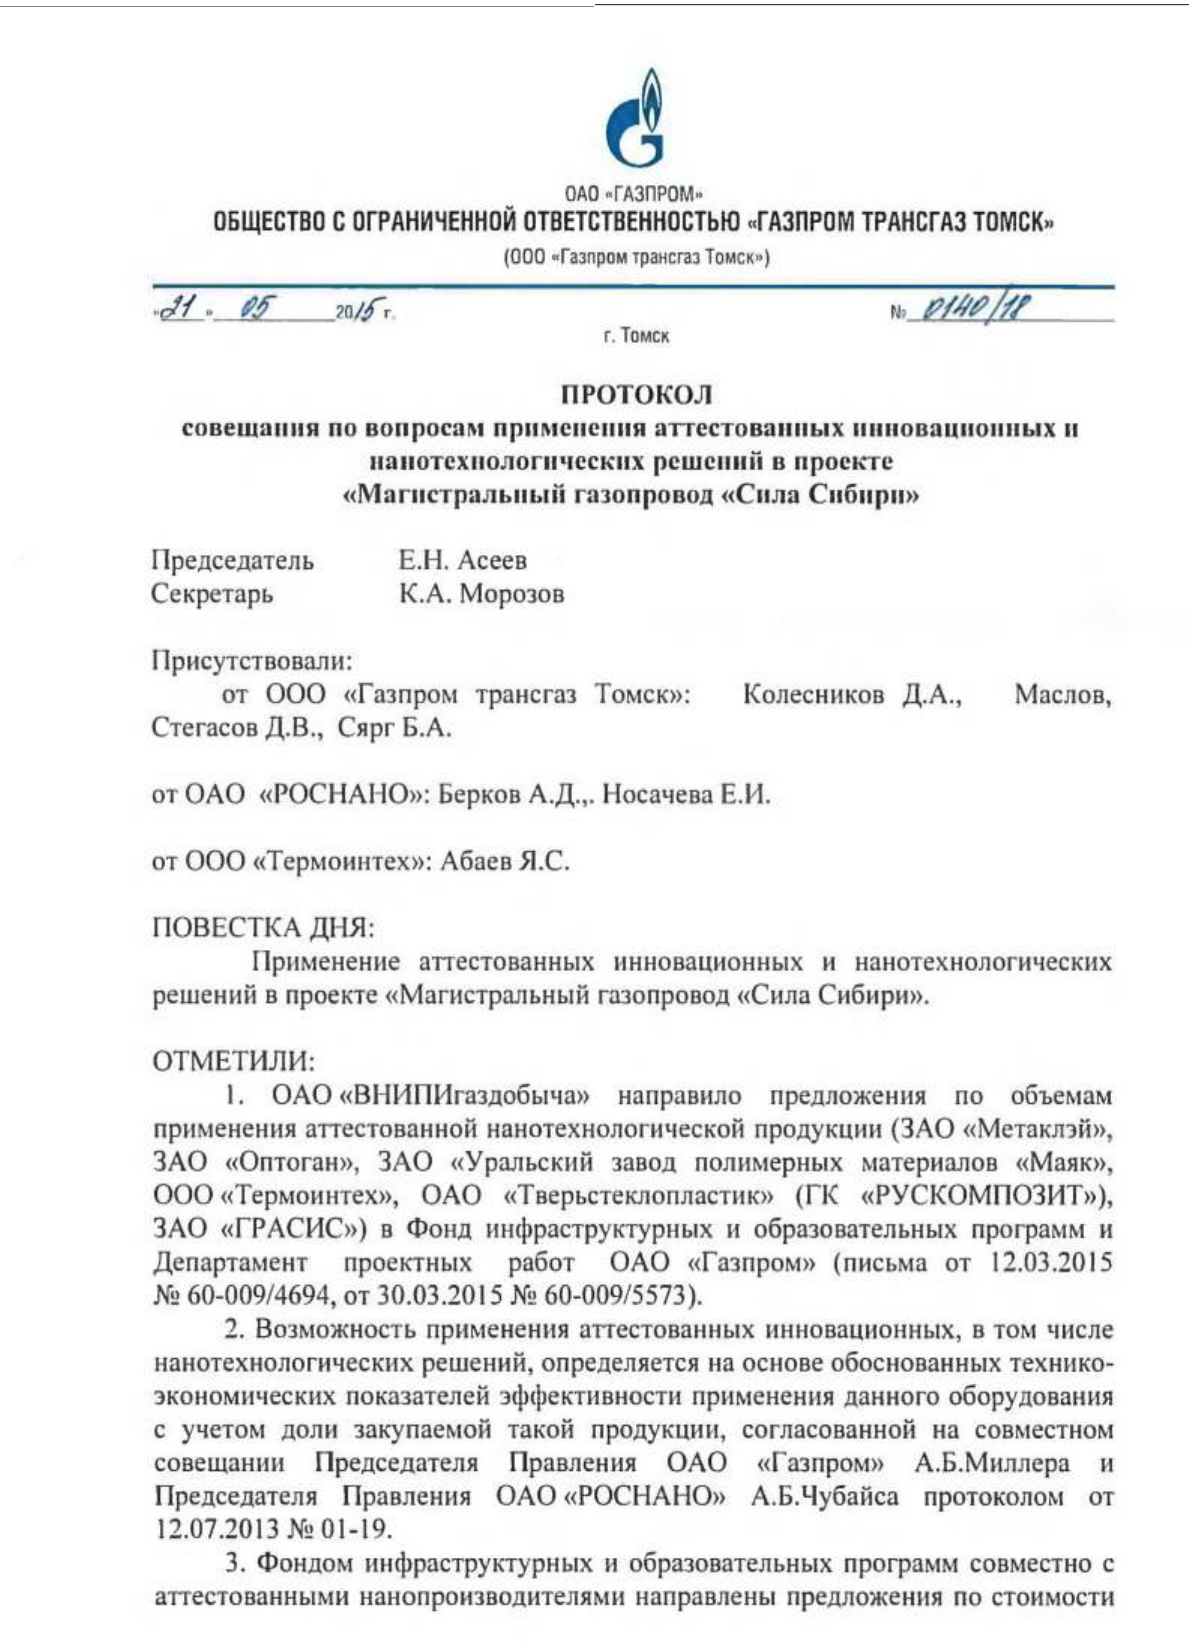 ОАО «ГАЗПРОМ»
ОБЩЕСТВО С ОГРАНИЧЕННОЙ ОТВЕТСТВЕННОСТЬЮ «ГАЗПРОМ ТРАНСГАЗ ТОМСК»
(ООО «Газпром трансгаз Томск»)
«21» 05 2015 г. № 0140/18
г. Томск
ПРОТОКОЛ
совещания по вопросам применения аттестованных инновационных и
нанотехнологических решений в проекте
«Магистральный газопровод «Сила Сибири»
Председатель Е.Н. Асеев
Секретарь К.А. Морозов
Присутствовали:
от ООО «Газпром трансгаз Томск»: Колесников Д.А., Маслов,
Стегасов Д.В., Сярг Б.А.
от ОАО «РОСНАНО»: Берков А.Д.,. Носачева Е.И.
от ООО «Термоинтех»: Абаев Я.С.
ПОВЕСТКА ДНЯ:
Применение аттестованных инновационных и нанотехнологических
решений в проекте «Магистральный газопровод «Сила Сибири».
ОТМЕТИЛИ:
1. ОАО «ВНИПИгаздобыча» направило предложения по объемам
применения аттестованной нанотехнологической продукции (ЗАО «Метаклэй»,
ЗАО «Оптоган», ЗАО «Уральский завод полимерных материалов «Маяк»,
ООО «Термоинтех», ОАО «Тверьстеклопластик» (ГК «РУСКОМПОЗИТ»),
ЗАО «ГРАСИС») в Фонд инфраструктурных и образовательных программ и
Департамент проектных работ ОАО «Газпром» (письма от 12.03.2015
№ 60-009/4694, от 30.03.2015 № 60-009/5573).
2. Возможность применения аттестованных инновационных, в том числе
нанотехнологических решений, определяется на основе обоснованных технико-
экономических показателей эффективности применения данного оборудования
с учетом доли закупаемой такой продукции, согласованной на совместном
совещании Председателя Правления ОАО «Газпром» А.Б.Миллера и
Председателя Правления ОАО «РОСНАНО» А.Б.Чубайса протоколом от
12.07.2013 № 01-19.
3. Фондом инфраструктурных и образовательных программ совместно с
аттестованными нанопроизводителями направлены предложения по стоимости